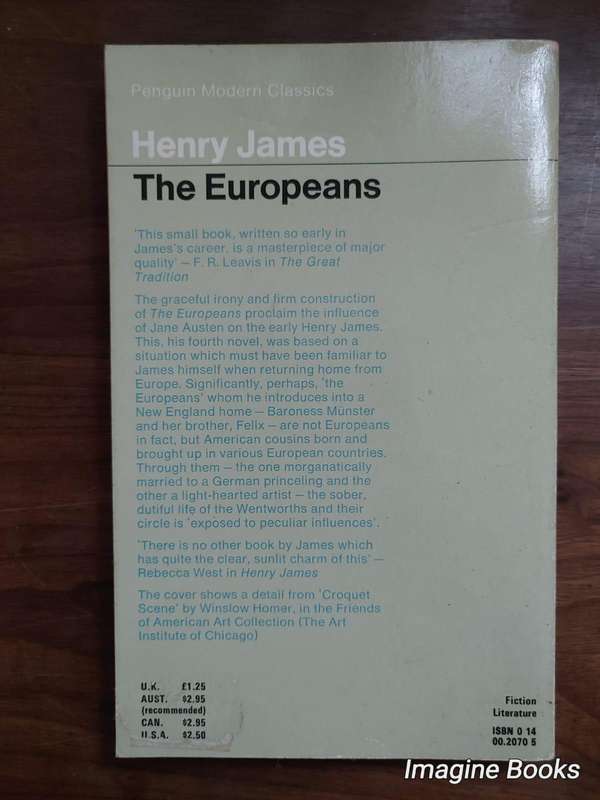 Penguin Modern Classics
Henry James
The Europeans
'This small book, written so early in
James's career, is a masterpiece of major
quality' – F. R. Leavis in The Great
Tradition
The graceful irony and firm construction
of The Europeans proclaim the influence
of Jane Austen on the early Henry James.
This, his fourth novel, was based on a
situation which must have been familiar to
James himself when returning home from
Europe. Significantly, perhaps, 'the
Europeans' whom he introduces into a
New England home – Baroness Münster
and her brother, Felix – are not Europeans
in fact, but American cousins born and
brought up in various European countries.
Through them – the one morganatically
married to a German princeling and the
other a light-hearted artist – the sober,
dutiful life of the Wentworths and their
circle is 'exposed to peculiar influences'.
'There is no other book by James which
has quite the clear, sunlit charm of this' –
Rebecca West in Henry James
The cover shows a detail from 'Croquet
Scene' by Winslow Homer, in the Friends
of American Art Collection (The Art
Institute of Chicago)
U.K. £1.25
AUST. $2.95
(recommended)
CAN. $2.95
U.S.A. $2.50
Fiction
Literature
ISBN 0 14
00.2070 5
Imagine Books